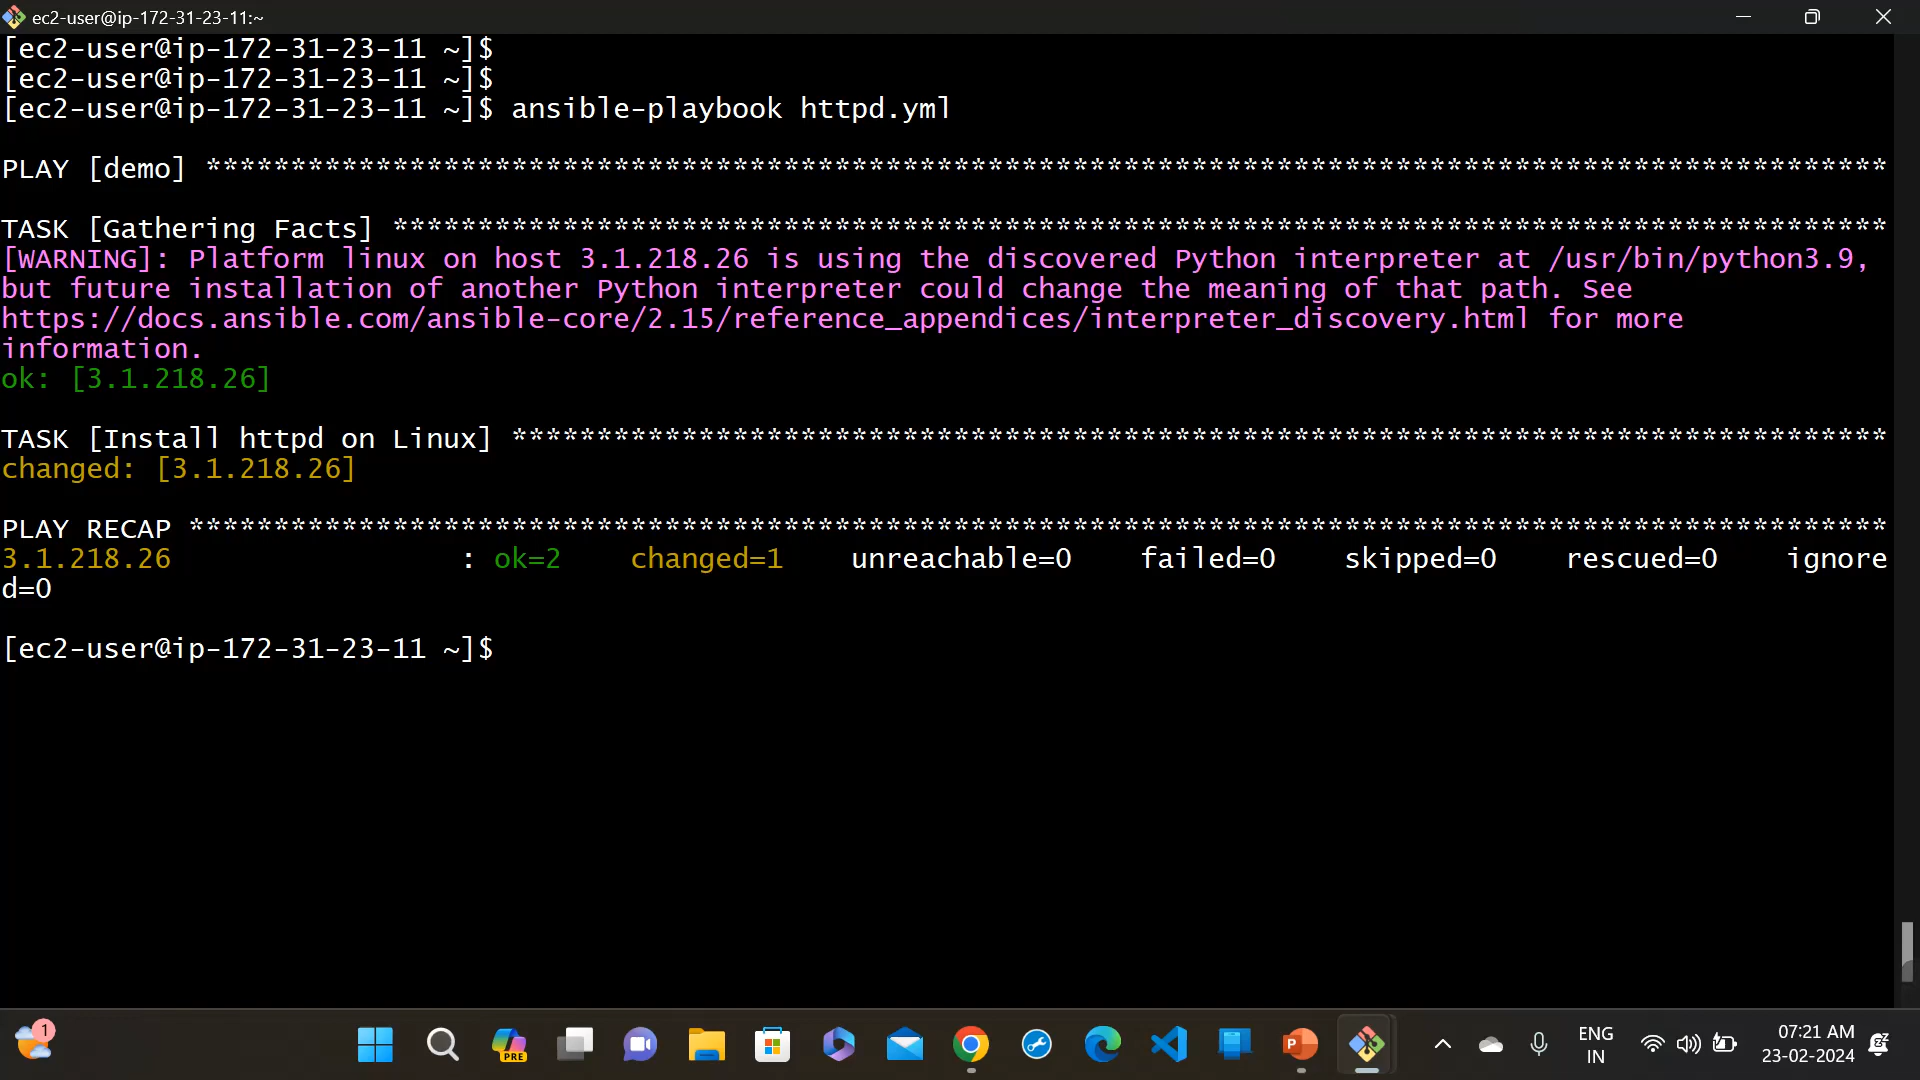 ec2-user@ip-172-31-23-11:~
[ec2-user@ip-172-31-23-11 ~]$
[ec2-user@ip-172-31-23-11 ~]$
[ec2-user@ip-172-31-23-11 ~]$ ansible-playbook httpd.yml
PLAY [demo] ***************************************************************************************************
TASK [Gathering Facts] ****************************************************************************************
[WARNING]: Platform linux on host 3.1.218.26 is using the discovered Python interpreter at /usr/bin/python3.9,
but future installation of another Python interpreter could change the meaning of that path. See
https://docs.ansible.com/ansible-core/2.15/reference_appendices/interpreter_discovery.html for more
information.
ok: [3.1.218.26]
TASK [Install httpd on Linux] *********************************************************************************
changed: [3.1.218.26]
PLAY RECAP ****************************************************************************************************
3.1.218.26                 : ok=2    changed=1    unreachable=0    failed=0    skipped=0    rescued=0    ignore
d=0
[ec2-user@ip-172-31-23-11 ~]$
1
PRE
P
ENG
IN
07:21 AM
23-02-2024